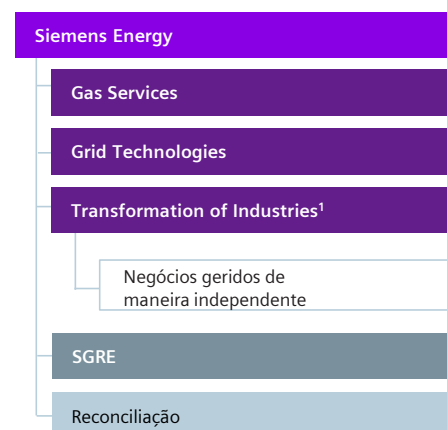 Siemens Energy
Gas Services
Grid Technologies
Transformation of Industries¹
Negócios geridos de
maneira independente
SGRE
Reconciliação